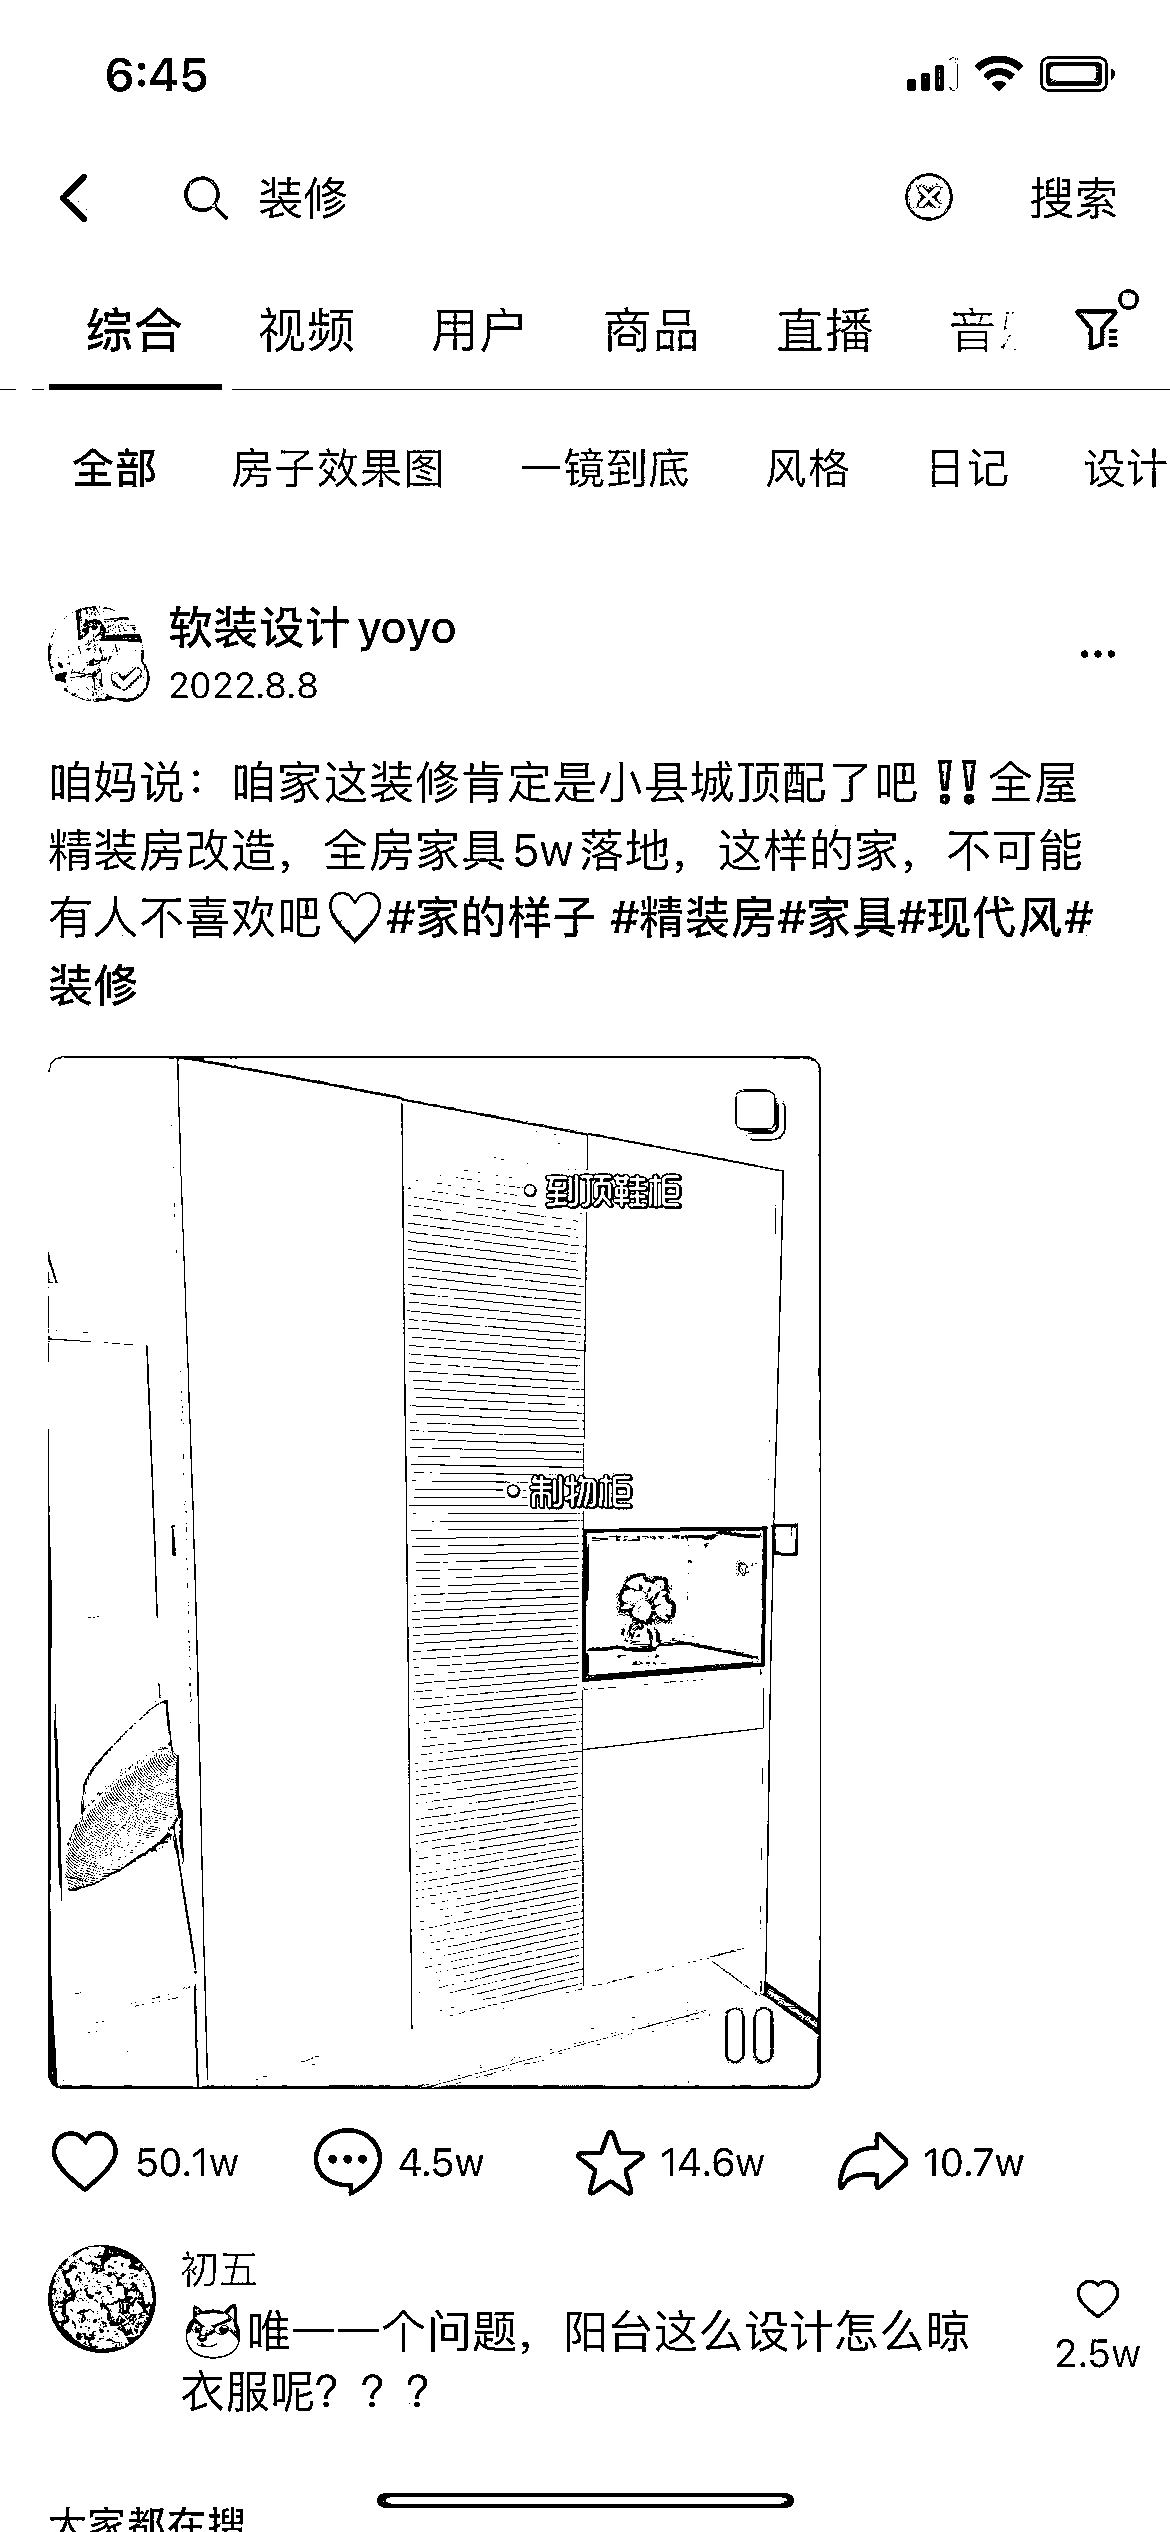 6:45
装修
搜索
综合 视频 用户 商品 直播 音
全部 房子效果图 一镜到底 风格 日记 设计
软装设计yoyo
2022.8.8
咱妈说：咱家这装修肯定是小县城顶配了吧‼️全屋
精装房改造，全房家具5w落地，这样的家，不可能
有人不喜欢吧♡#家的样子 #精装房#家具#现代风#
装修
到顶鞋柜
制物柜
50.1w 4.5w 14.6w 10.7w
初五
唯一一个问题，阳台这么设计怎么晾
衣服呢？？？
2.5w
大家都在搜